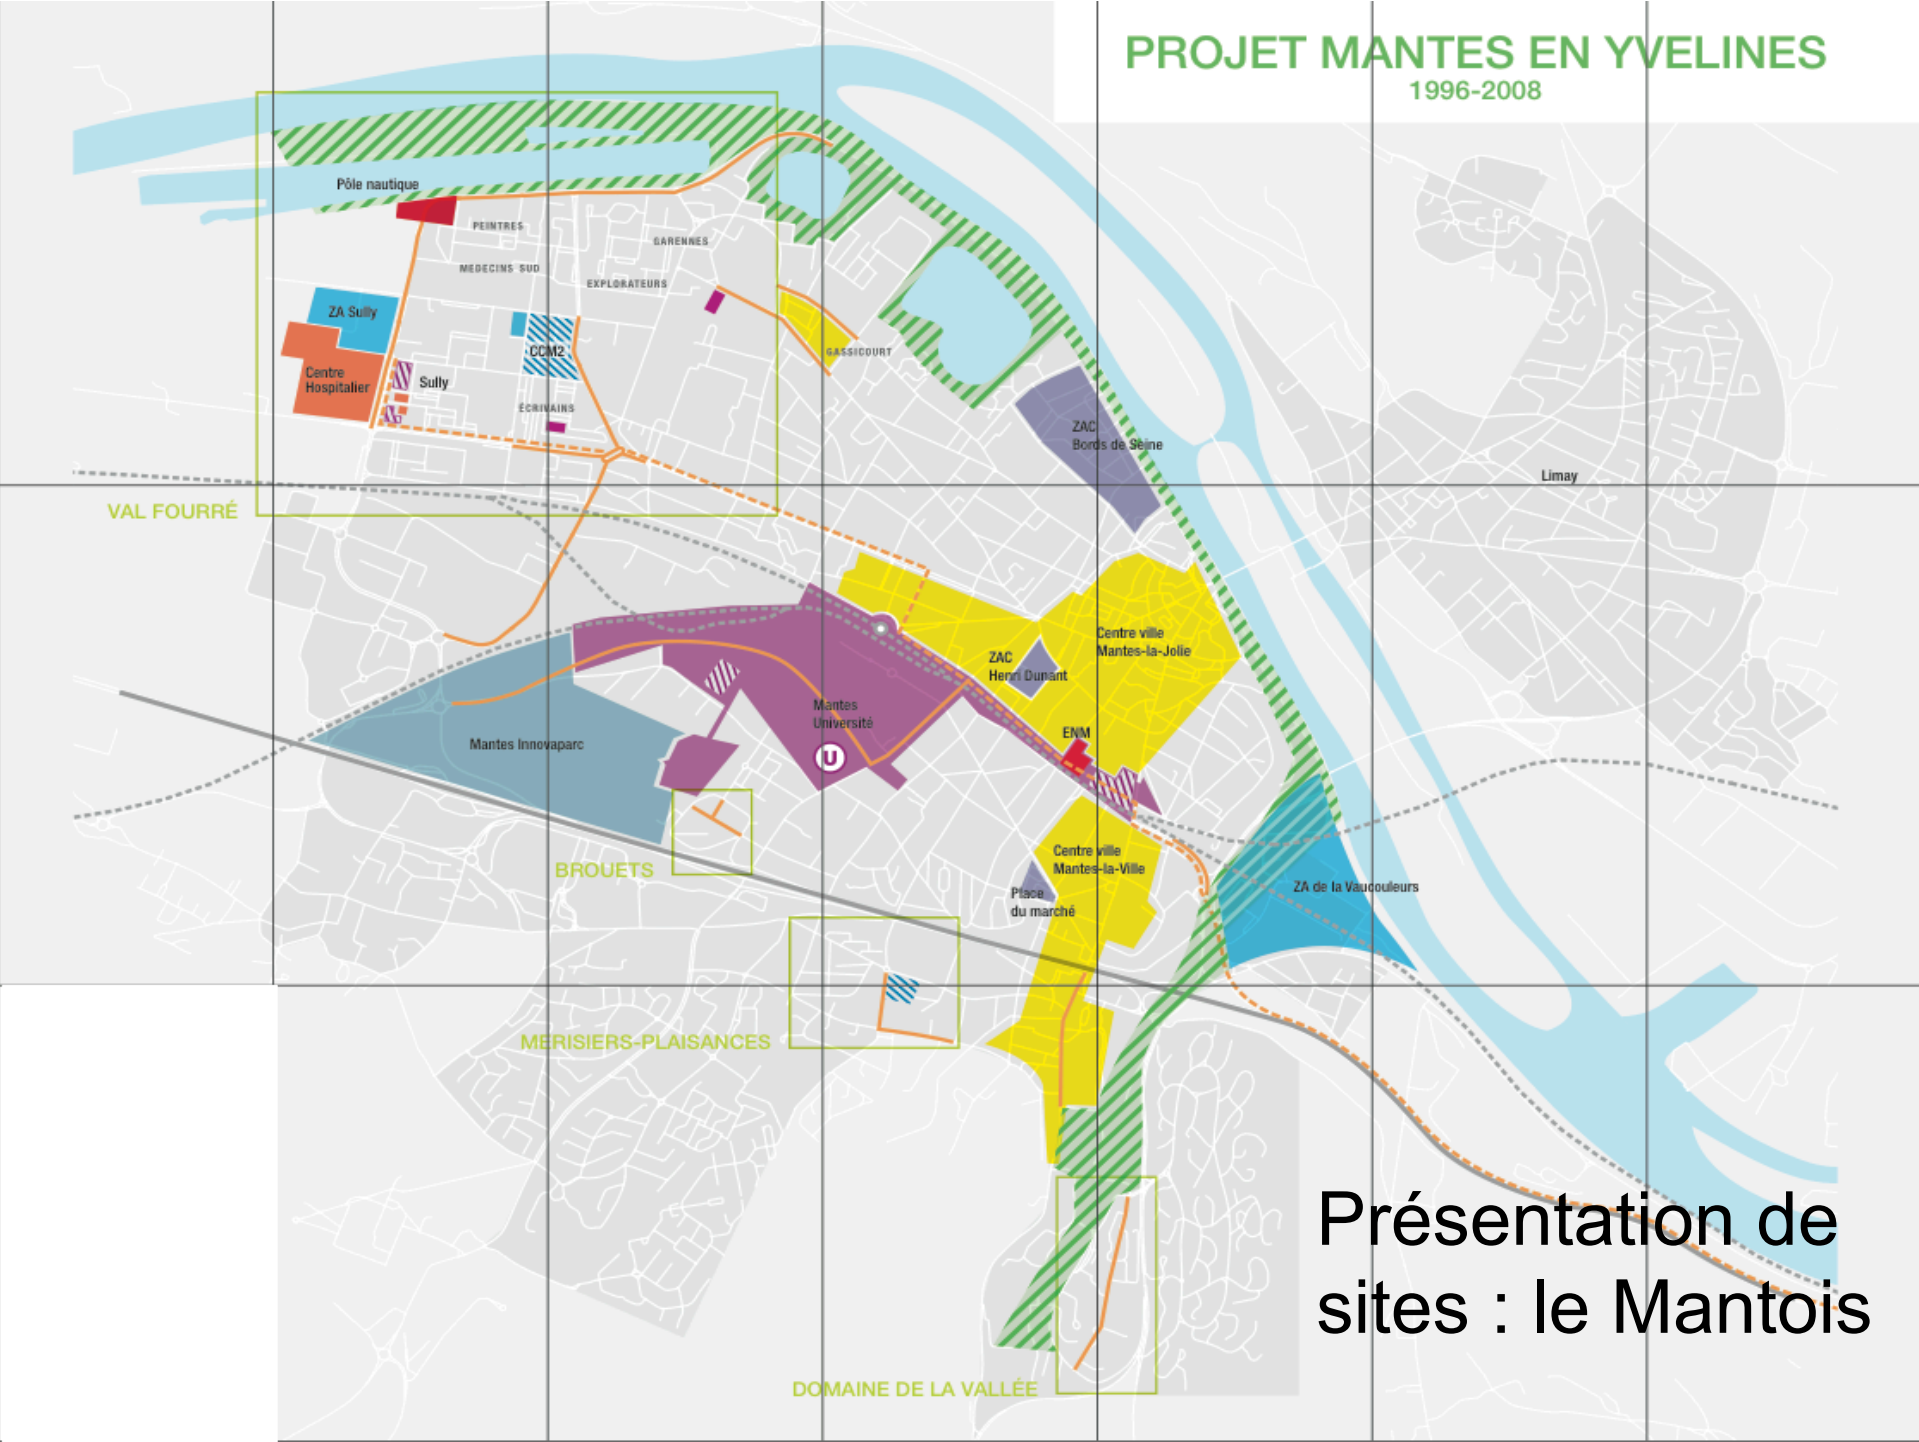 PROJET MANTES EN YVELINES
1996-2008
Pôle nautique
PEINTRES
GARENNES
MEDECINS SUD
EXPLORATEURS
ZA Sully
CCM2
GASSICOURT
Centre
Hospitalier
Sully
ÉCRIVAINS
ZAC
Bords de Seine
Limay
VAL FOURRÉ
Centre ville
Mantes-la-Jolie
ZAC
Henri Dunant
Mantes
Université
U
ENM
Mantes Innovaparc
BROUETS
Centre ville
Mantes-la-Ville
Place
du marché
ZA de la Vaucouleurs
MERISIERS-PLAISANCES
Présentation de
sites : le Mantois
DOMAINE DE LA VALLÉE